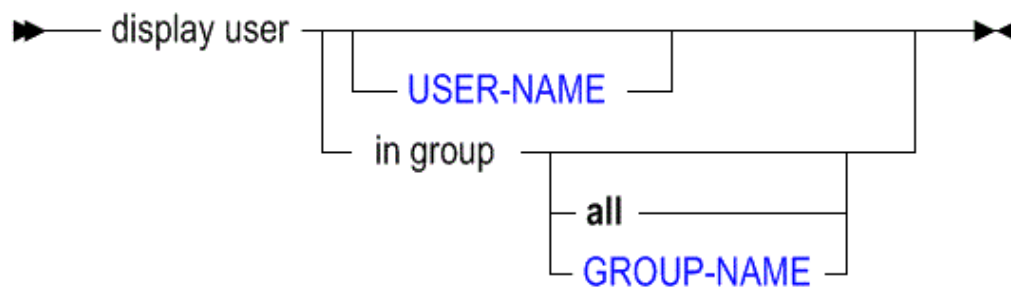 display user
USER-NAME
in group
all
GROUP-NAME